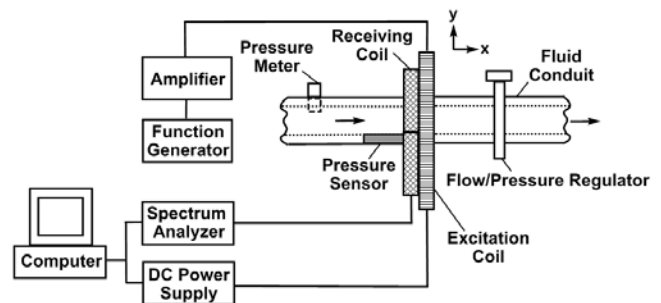 Amplifier
Function
Generator
Pressure
Meter
Receiving
Coil
y
x
Fluid
Conduit
Pressure
Sensor
Flow/Pressure Regulator
Excitation
Coil
Spectrum
Analyzer
Computer
DC Power
Supply